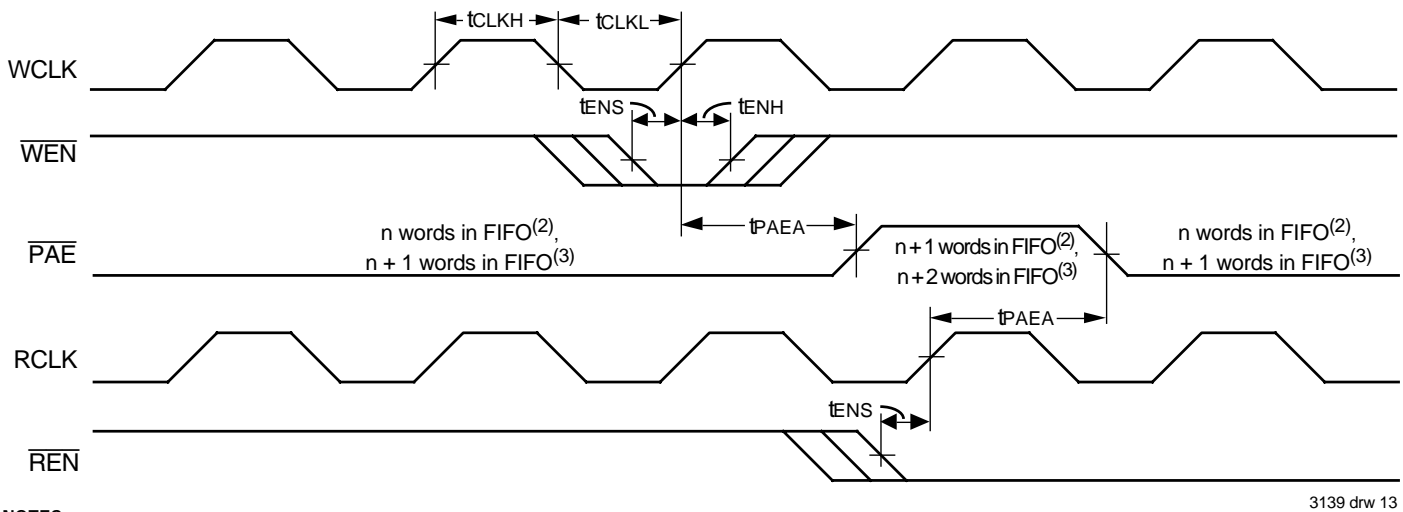 tCLKH tCLKL
WCLK
tENS tENH
WEN
tPAEA
n words in FIFO(2),
n + 1 words in FIFO(3)
PAE
n + 1 words in FIFO(2),
n + 2 words in FIFO(3)
n words in FIFO(2),
n + 1 words in FIFO(3)
tPAEA
RCLK
tENS
REN
3139 drw 13